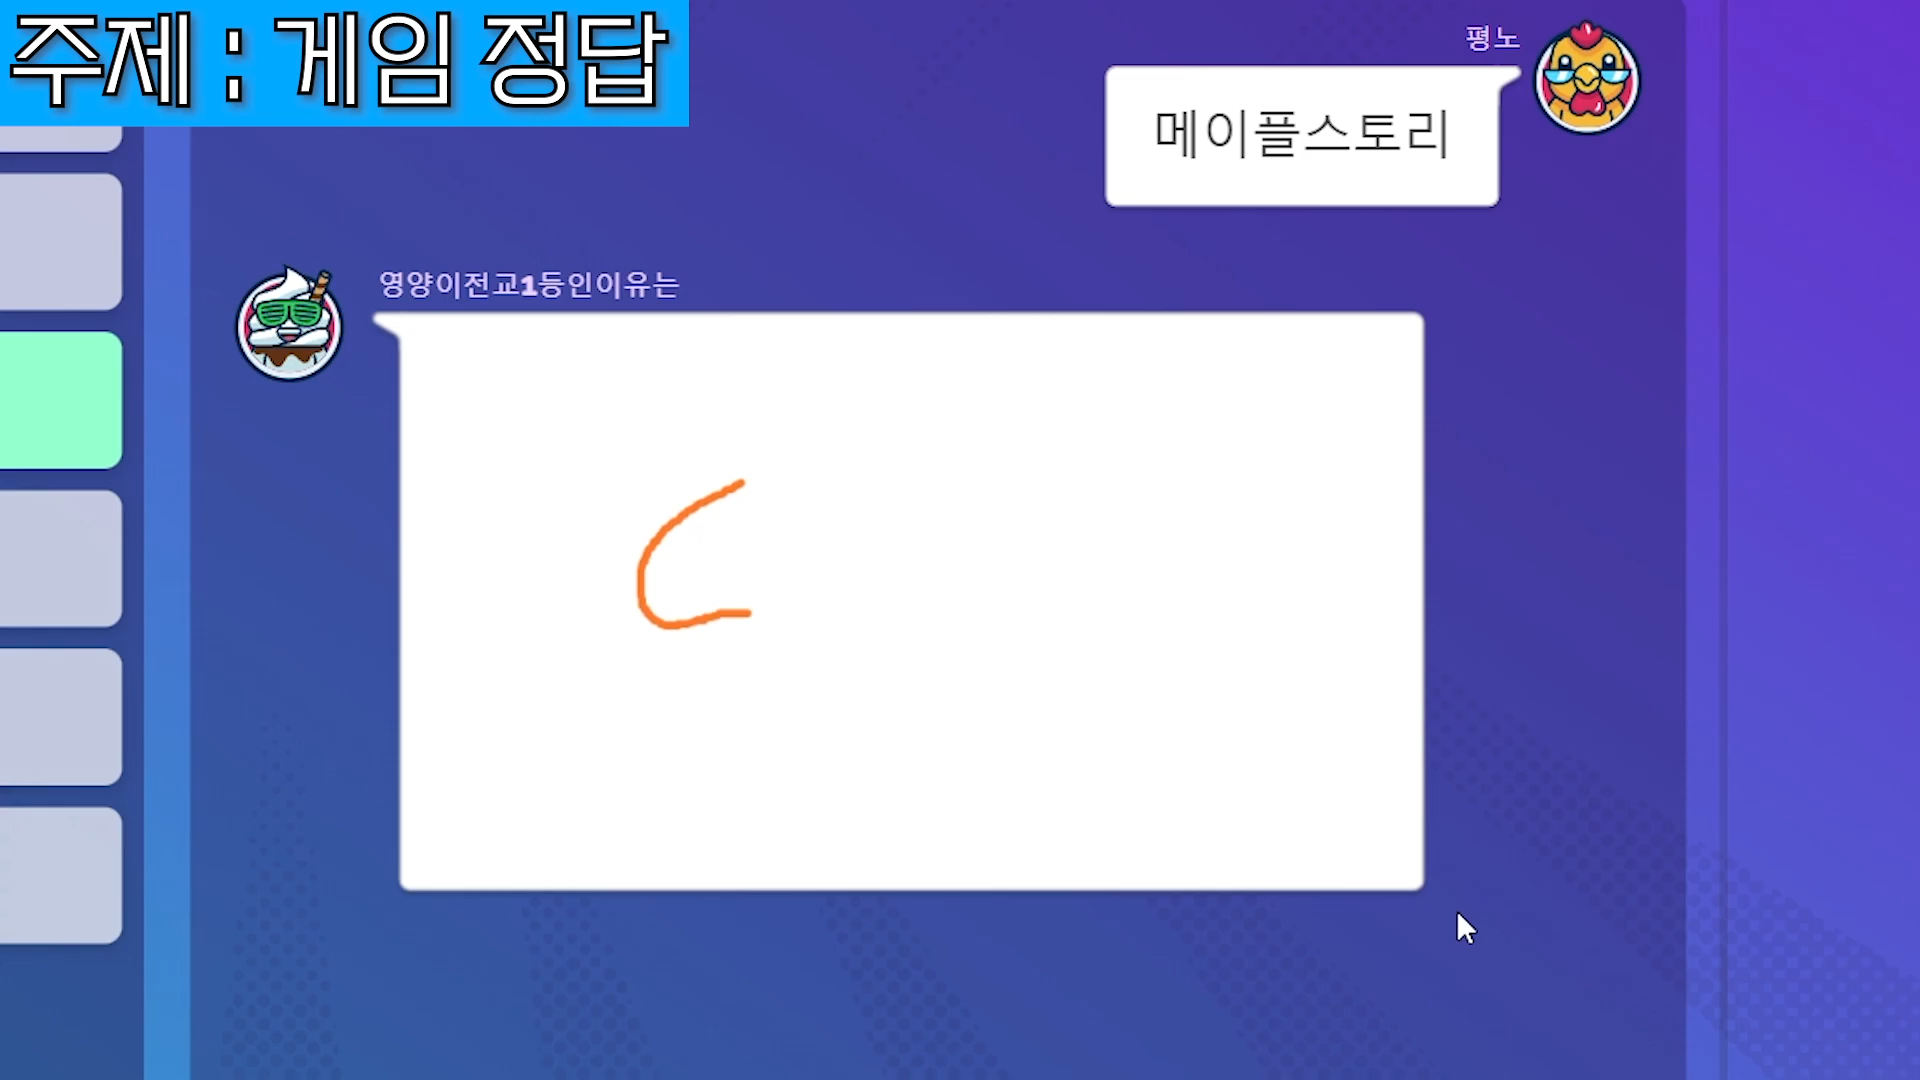 주제 : 게임 정답
평노
메이플스토리
영양이전교1등인이유는